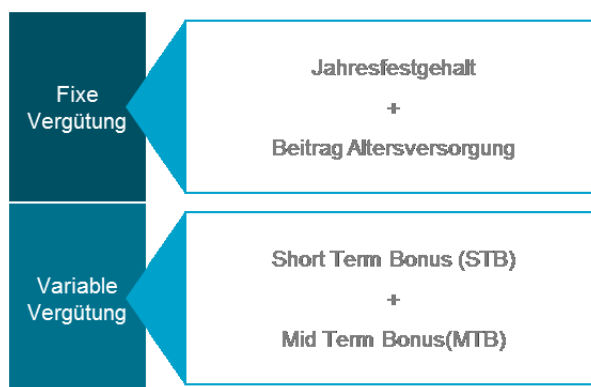 Fixe
Vergütung
Jahresfestgehalt
+
Beitrag Altersversorgung
Variable
Vergütung
Short Term Bonus (STB)
+
Mid Term Bonus(MTB)